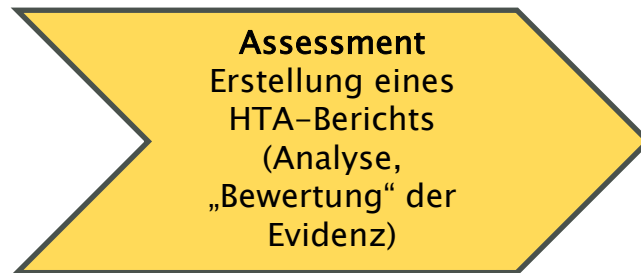 Assessment
Erstellung eines
HTA-Berichts
(Analyse,
„Bewertung“ der
Evidenz)